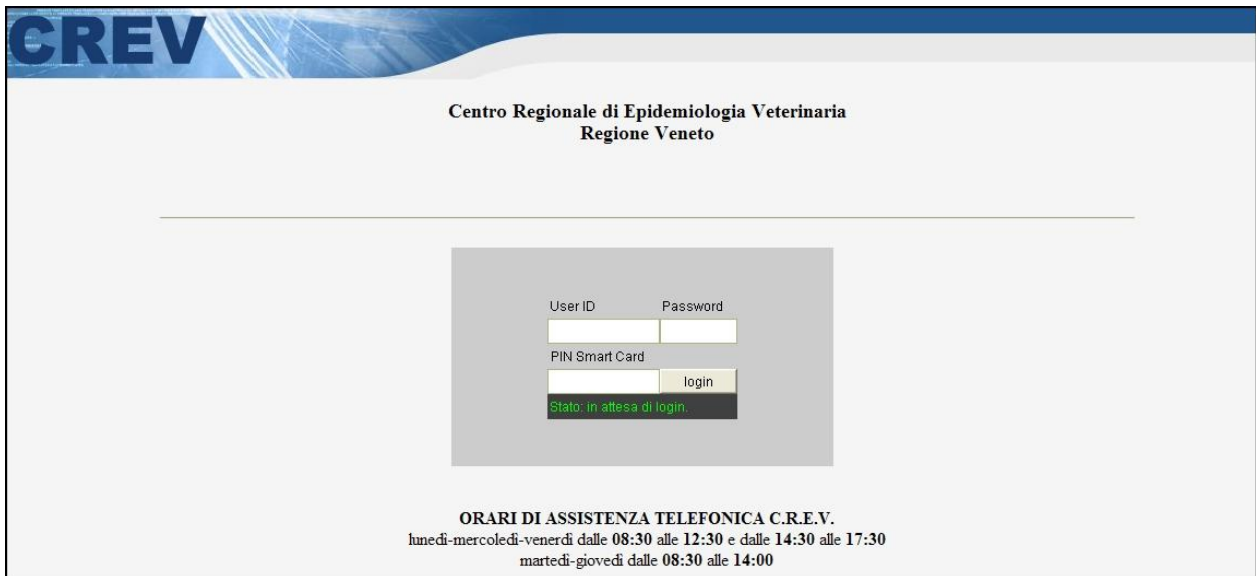 CREV
Centro Regionale di Epidemiologia Veterinaria
Regione Veneto
User ID Password
PIN Smart Card
login
Stato: in attesa di login.
ORARI DI ASSISTENZA TELEFONICA C.R.E.V.
lunedì-mercoledì-venerdì dalle 08:30 alle 12:30 e dalle 14:30 alle 17:30
martedì-giovedì dalle 08:30 alle 14:00